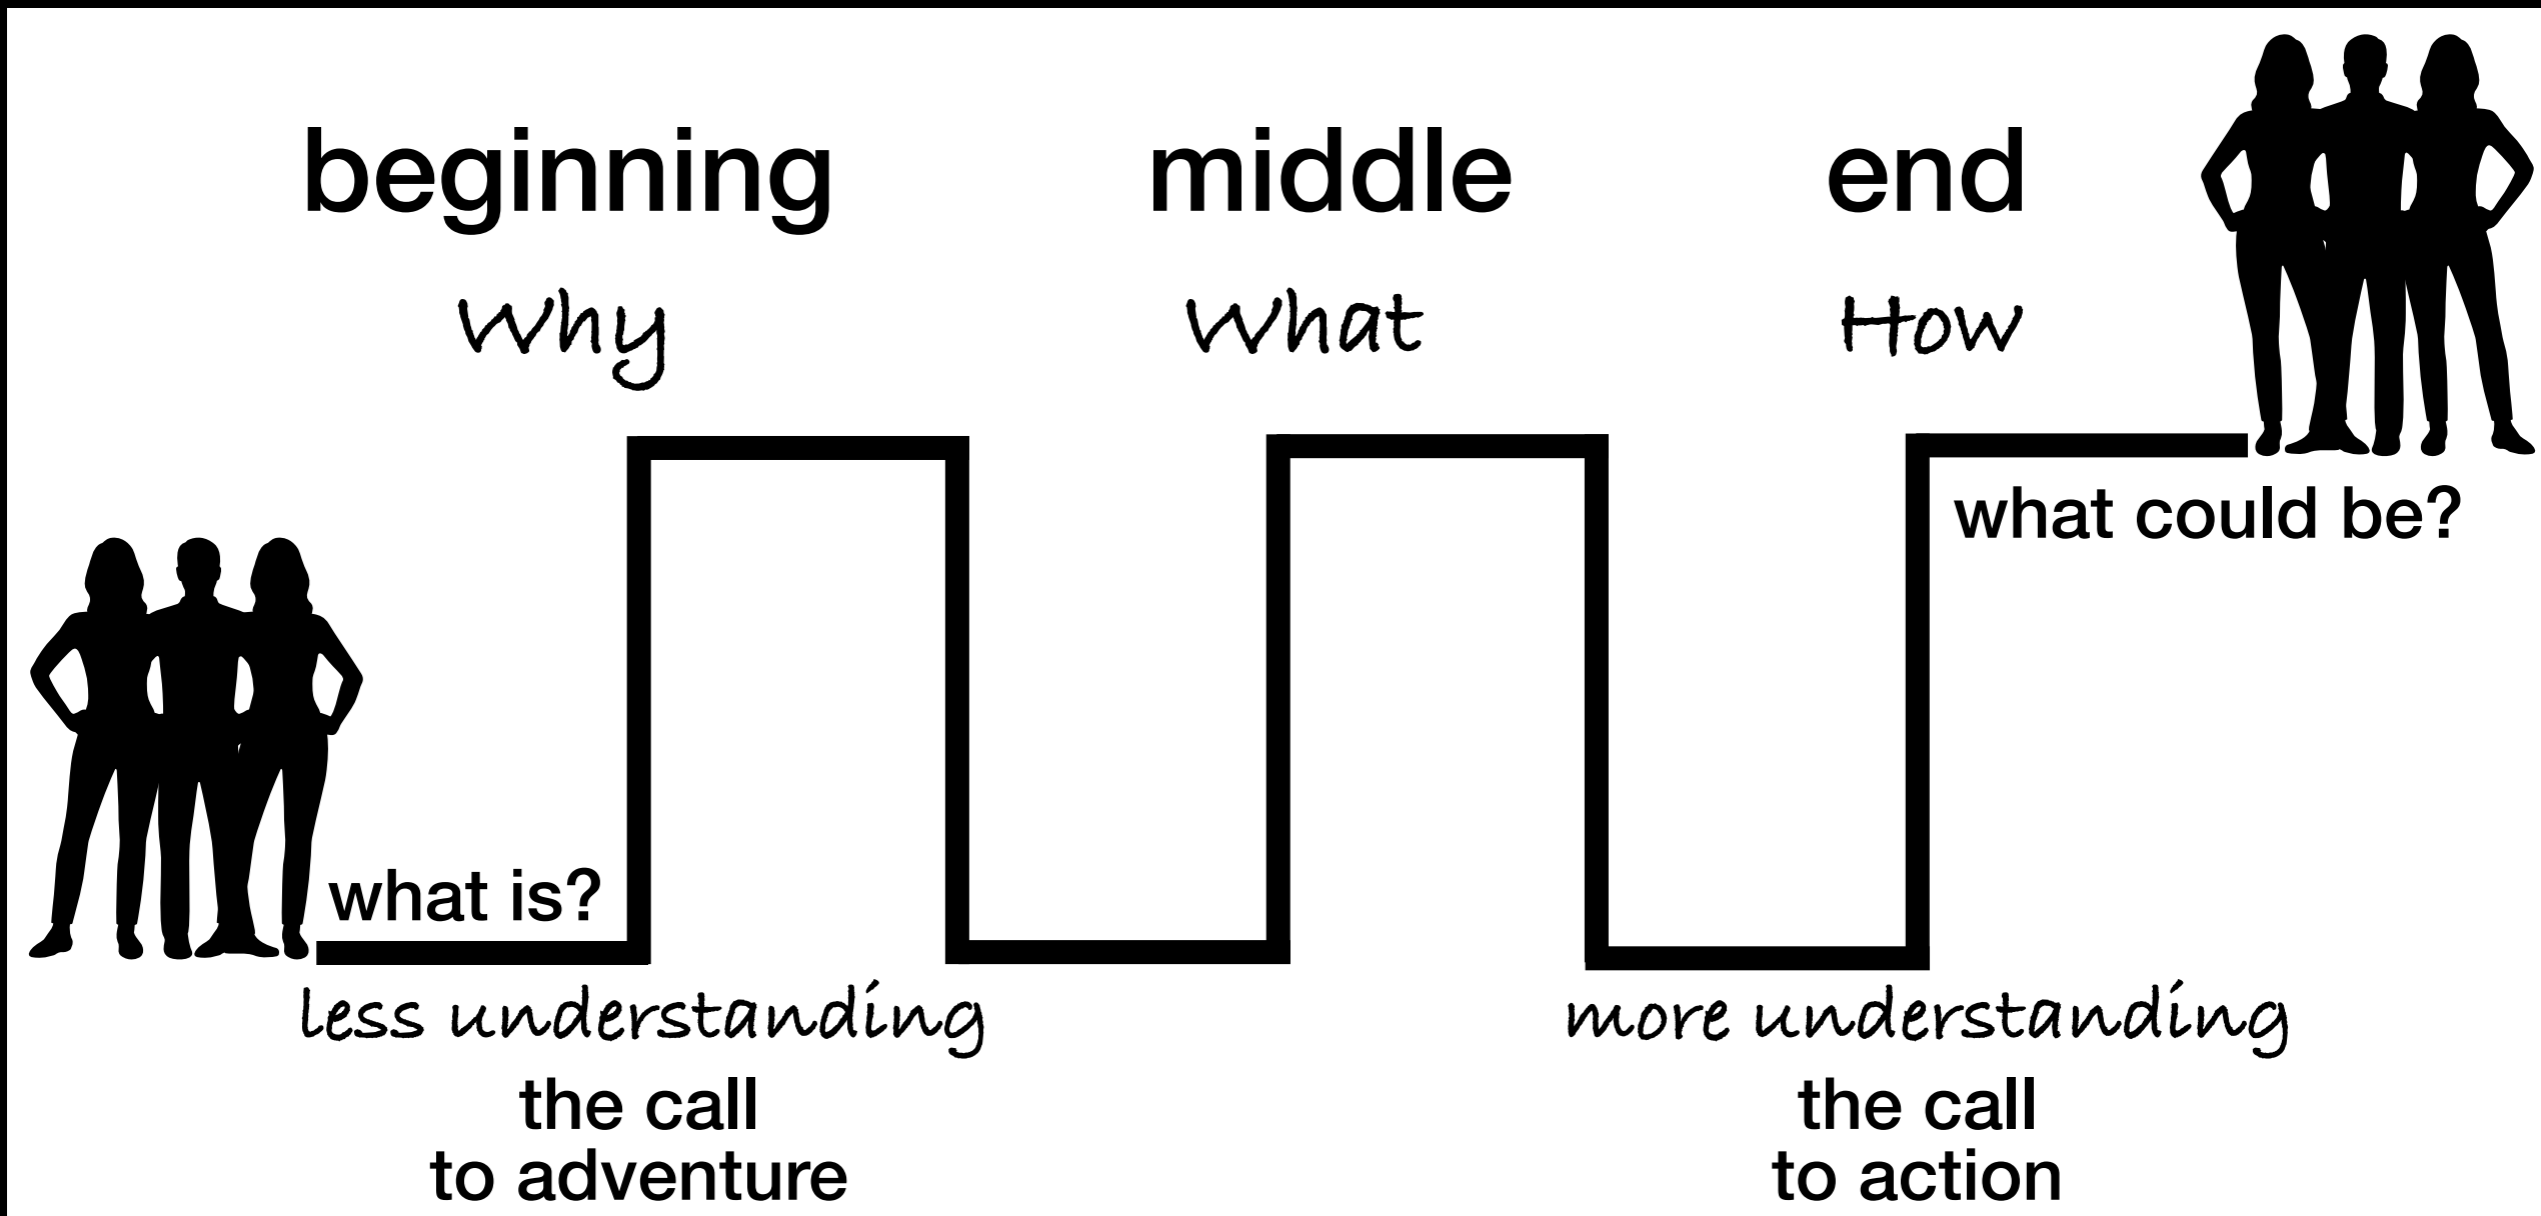 beginning
middle
end
Why
What
How
what could be?
what is?
less understanding
more understanding
the call
to adventure
the call
to action